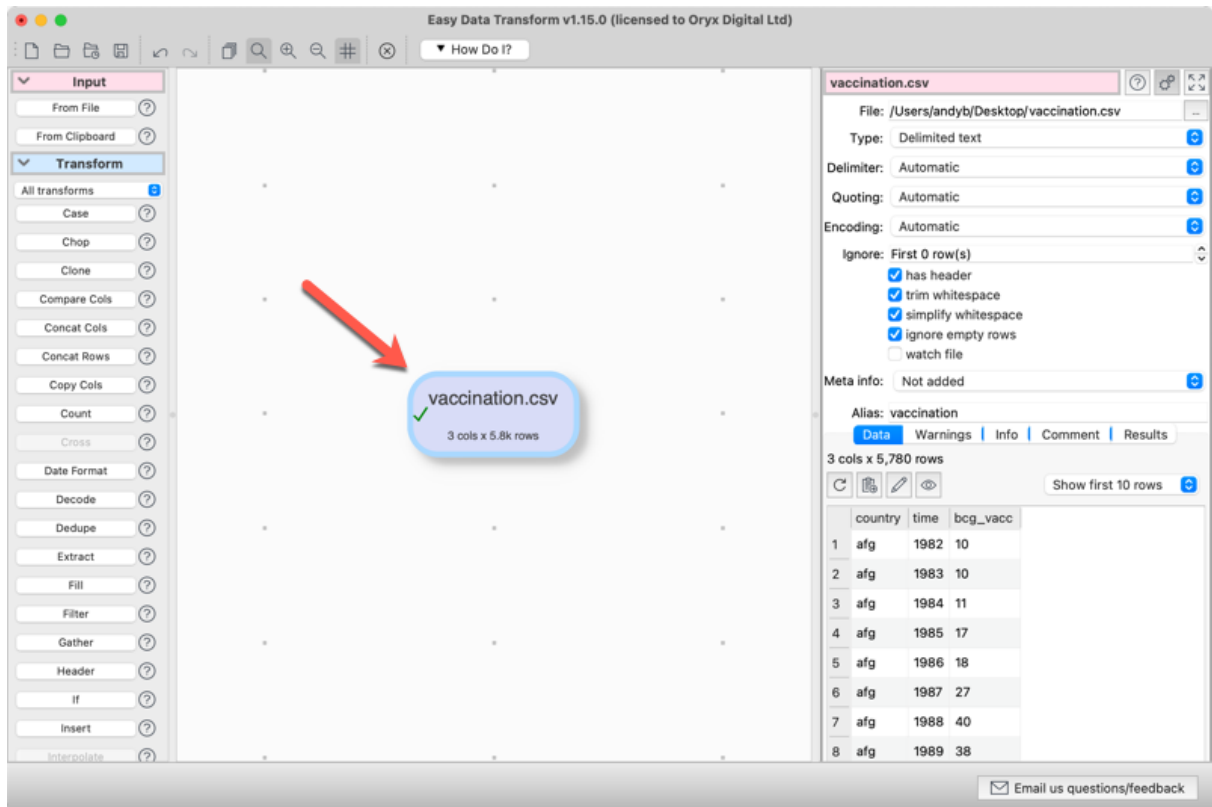 Easy Data Transform v1.15.0 (licensed to Oryx Digital Ltd)
▼ How Do I?
Input
From File ?
From Clipboard ?
Transform
All transforms
Case ?
Chop ?
Clone ?
Compare Cols ?
Concat Cols ?
Concat Rows ?
Copy Cols ?
Count ?
Cross ?
Date Format ?
Decode ?
Dedupe ?
Extract ?
Fill ?
Filter ?
Gather ?
Header ?
If ?
Insert ?
Interpolate ?
vaccination.csv
3 cols x 5.8k rows
vaccination.csv ?
File: /Users/andyb/Desktop/vaccination.csv ...
Type: Delimited text
Delimiter: Automatic
Quoting: Automatic
Encoding: Automatic
Ignore: First 0 row(s)
has header
trim whitespace
simplify whitespace
ignore empty rows
watch file
Meta info: Not added
Alias: vaccination
Data Warnings Info Comment Results
3 cols x 5,780 rows
Show first 10 rows
country time bcg_vacc
1 afg 1982 10
2 afg 1983 10
3 afg 1984 11
4 afg 1985 17
5 afg 1986 18
6 afg 1987 27
7 afg 1988 40
8 afg 1989 38
Email us questions/feedback